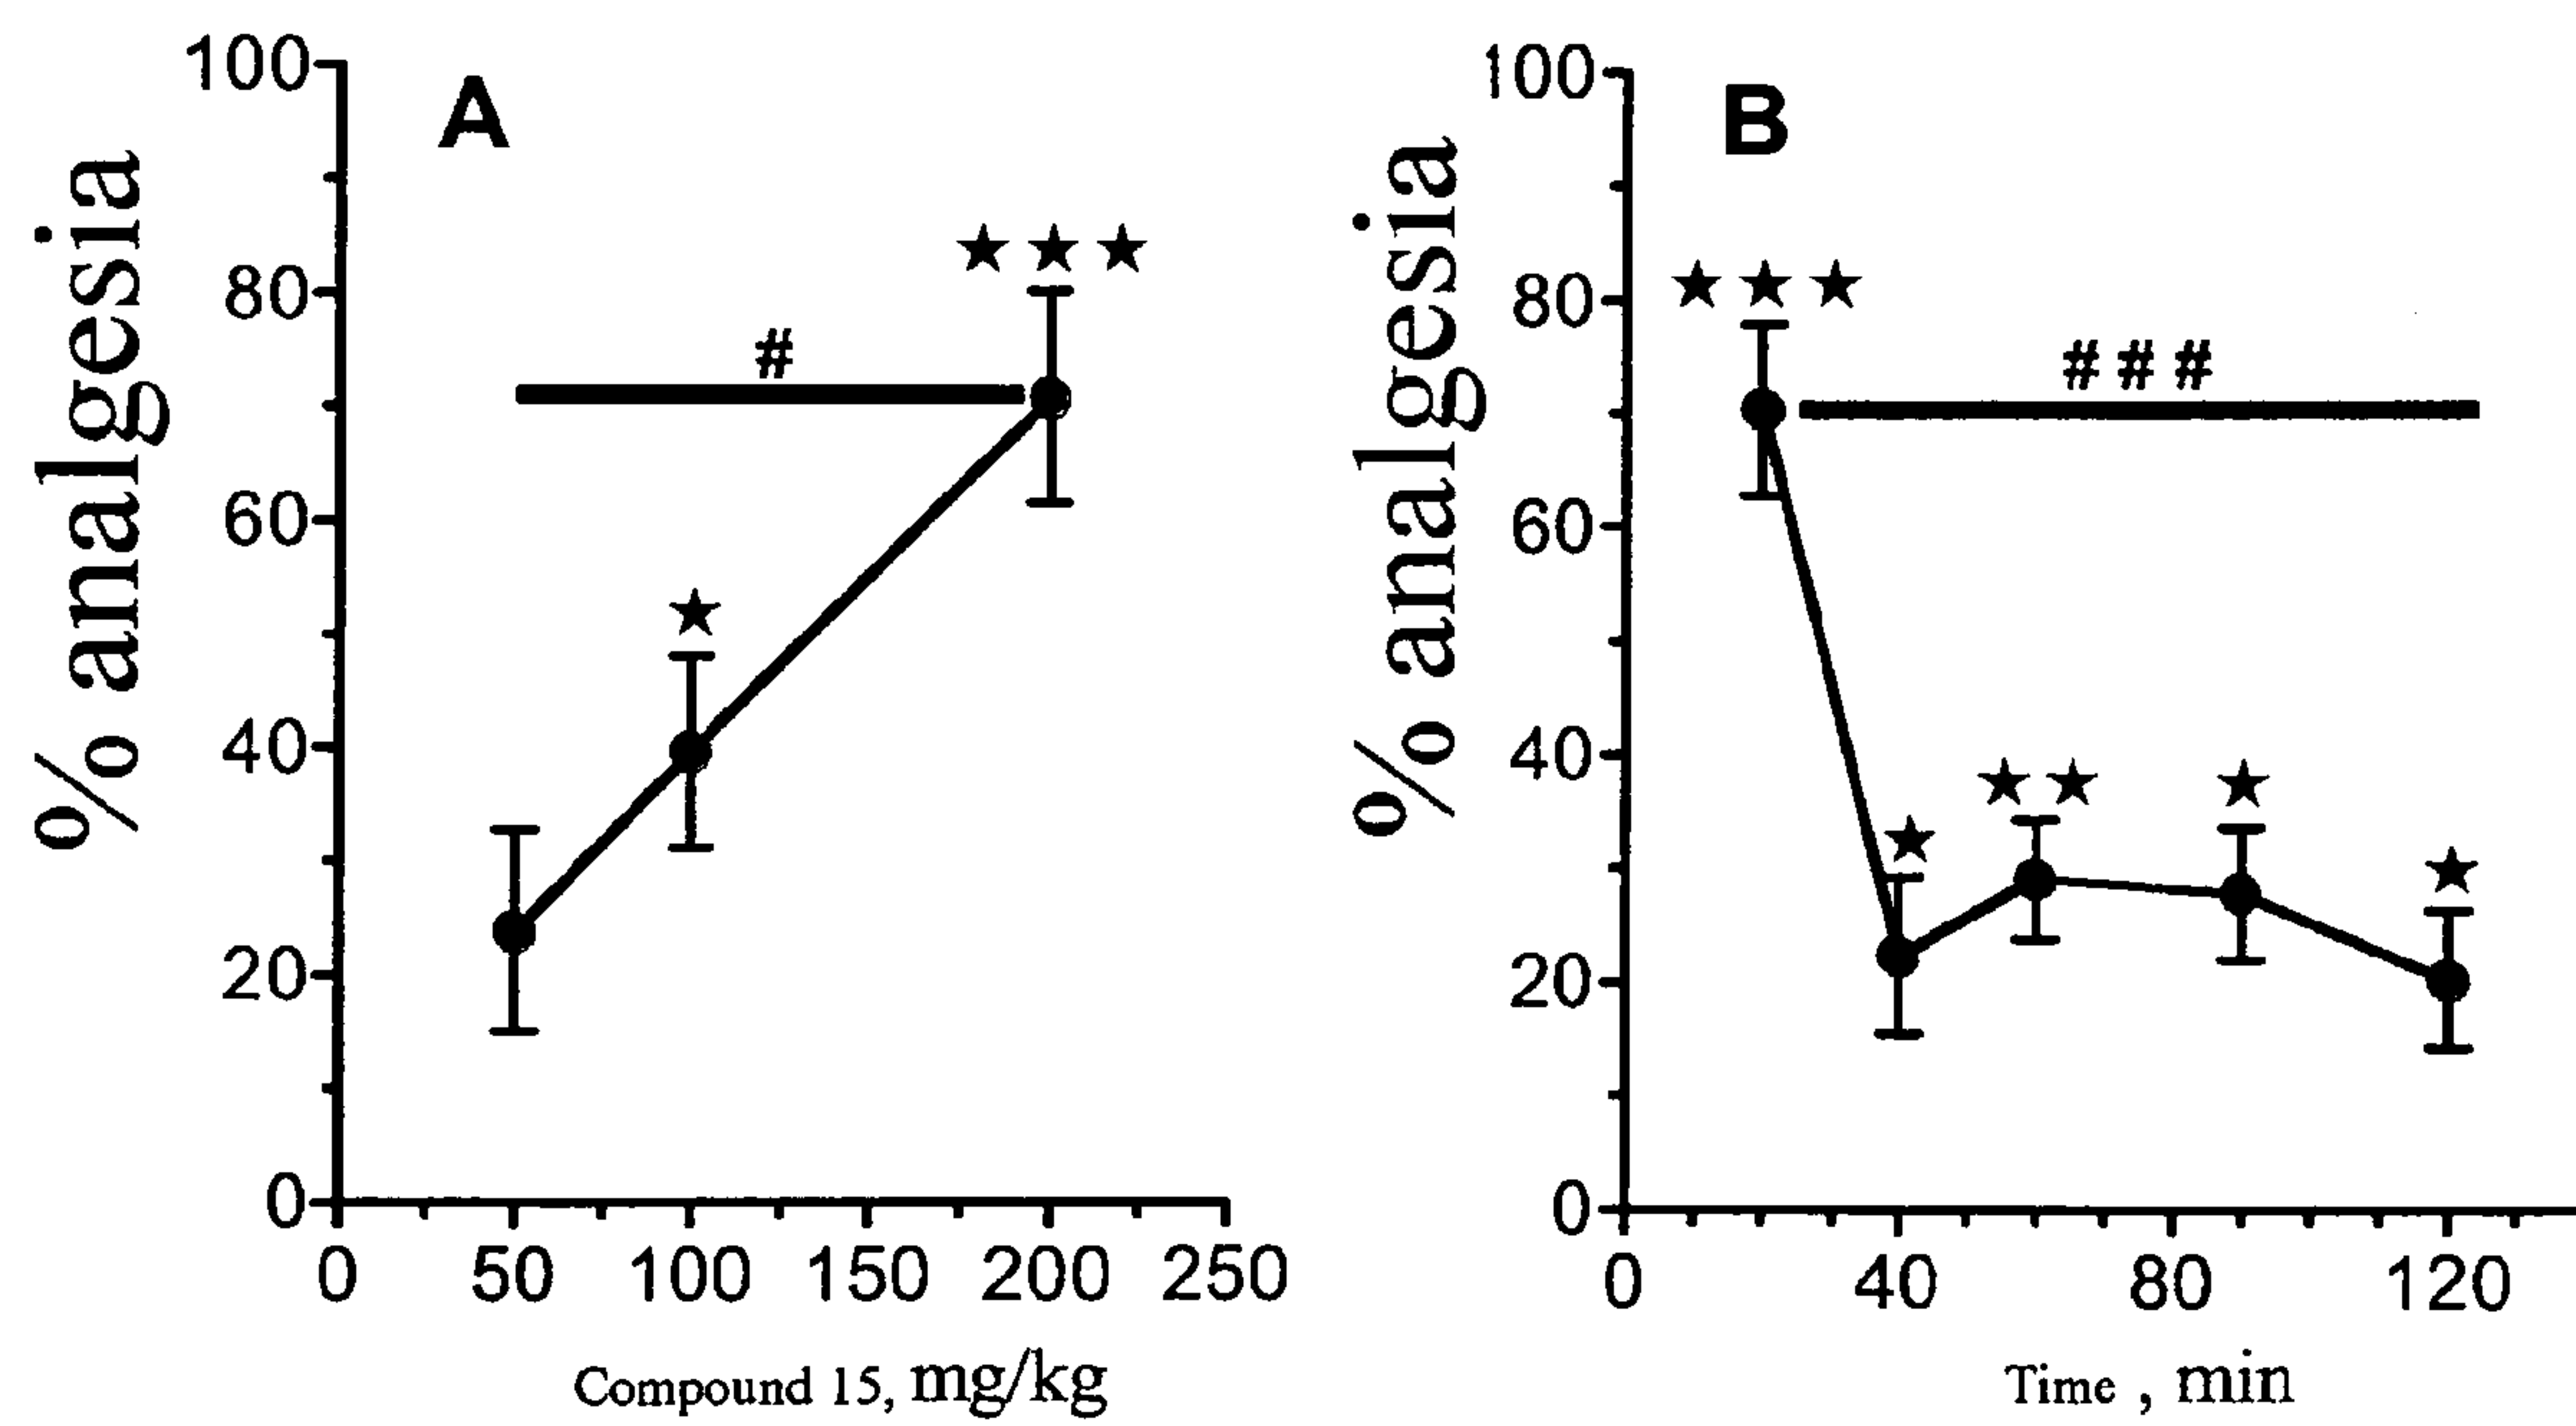 A
% analgesia
100
80
60
40
20
0
★★★
#
★
0 50 100 150 200 250
Compound 15, mg/kg
B
% analgesia
100
80
60
40
20
0
★★★
###
★
★★
★
★
0 40 80 120
Time , min